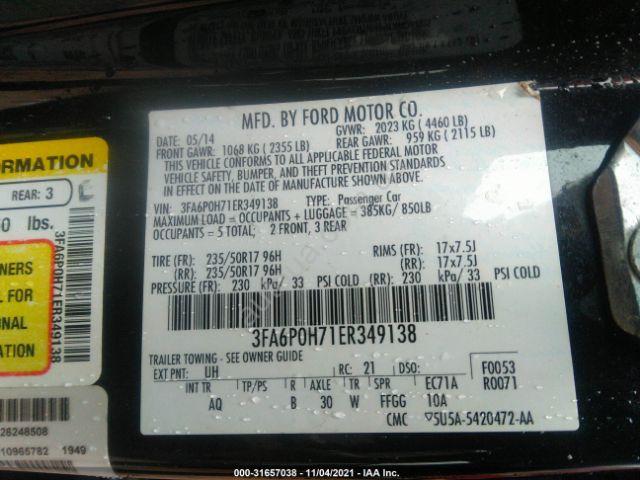 MFD. BY FORD MOTOR CO.
DATE: 05/14 GVWR: 2023 KG ( 4460 LB)
FRONT GAWR: 1068 KG ( 2355 LB) REAR GAWR: 959 KG ( 2115 LB)
THIS VEHICLE CONFORMS TO ALL APPLICABLE FEDERAL MOTOR
VEHICLE SAFETY, BUMPER, AND THEFT PREVENTION STANDARDS
IN EFFECT ON THE DATE OF MANUFACTURE SHOWN ABOVE.
VIN: 3FA6P0H71ER349138 TYPE: Passenger Car
MAXIMUM LOAD = OCCUPANTS + LUGGAGE = 385KG/ 850LB
OCCUPANTS = 5 TOTAL; 2 FRONT, 3 REAR
TIRE (FR): 235/50R17 96H RIMS (FR): 17x7.5J
(RR): 235/50R17 96H (RR): 17x7.5J
PRESSURE (FR): 230 kPa/ 33 PSI COLD (RR): 230 kPa/ 33 PSI COLD
3FA6P0H71ER349138
TRAILER TOWING - SEE OWNER GUIDE
EXT PNT: UH RC: 21 DSO: F0053
INT TR TP/PS R AXLE TR SPR EC71A R0071
AQ B 30 W FFGG 10A
CMC 5U5A-5420472-AA
ORMATION
REAR: 3
0 lbs.
NERS
L FOR
ONAL
ON
3FA6P0H71ER349138
26248508
10965782 1949
000-31657038 - 11/04/2021 - IAA Inc.